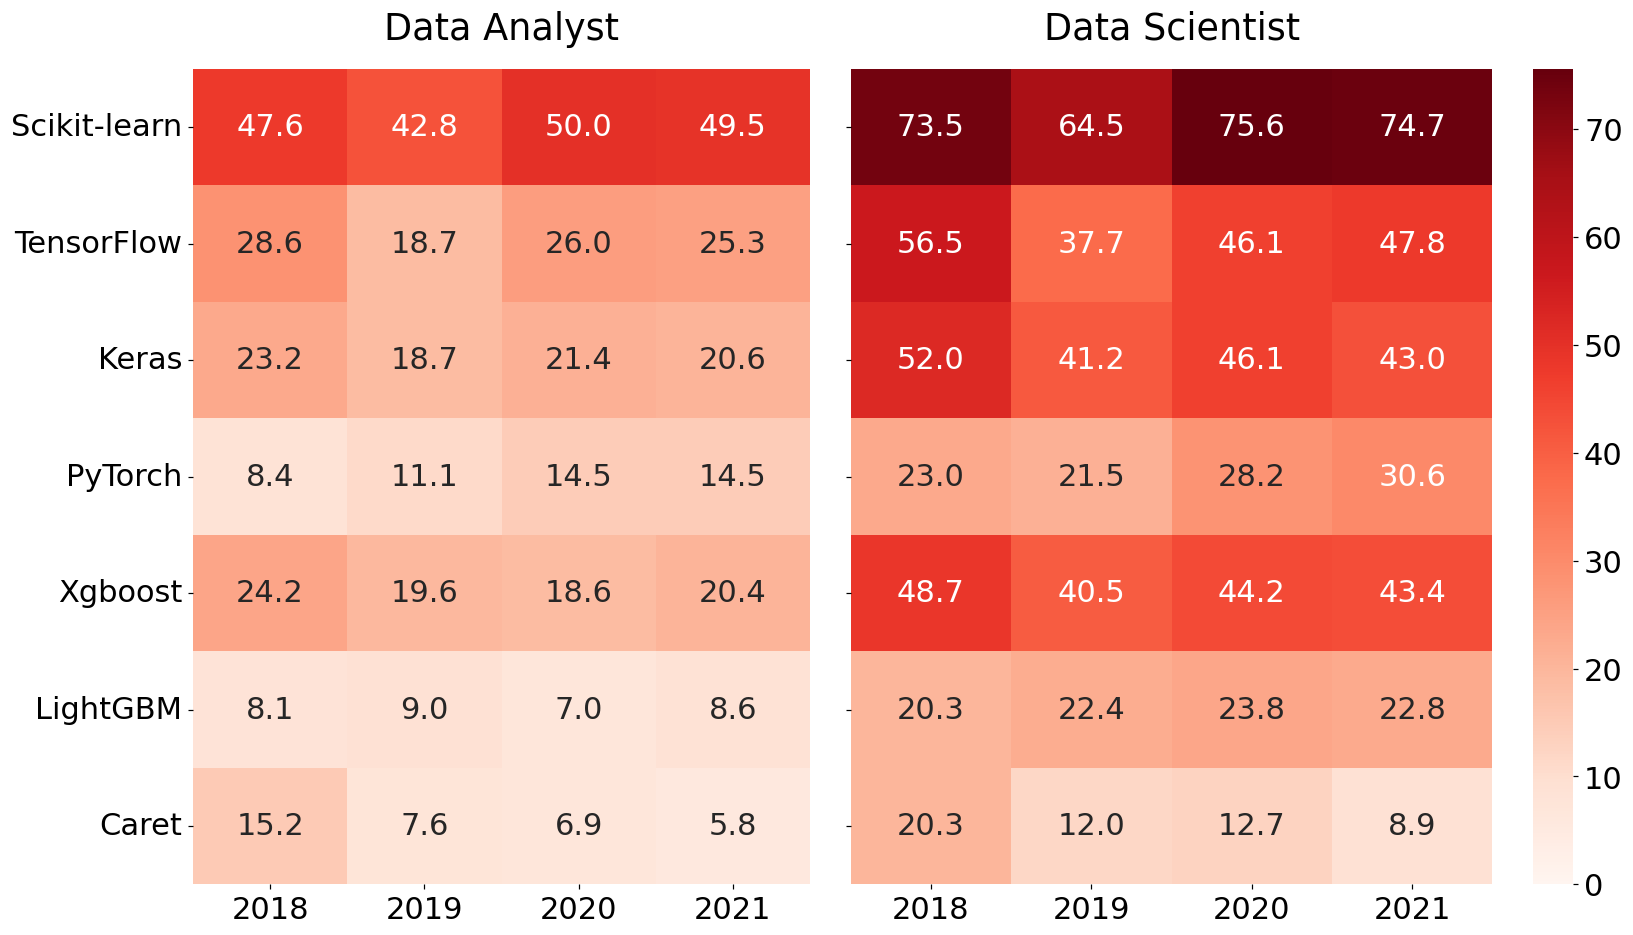 Data Analyst Data Scientist
Scikit-learn 47.6 42.8 50.0 49.5 73.5 64.5 75.6 74.7 70
TensorFlow 28.6 18.7 26.0 25.3 56.5 37.7 46.1 47.8 60
Keras 23.2 18.7 21.4 20.6 52.0 41.2 46.1 43.0 50
40
PyTorch 8.4 11.1 14.5 14.5 23.0 21.5 28.2 30.6
30
Xgboost 24.2 19.6 18.6 20.4 48.7 40.5 44.2 43.4
20
LightGBM 8.1 9.0 7.0 8.6 20.3 22.4 23.8 22.8
10
Caret 15.2 7.6 6.9 5.8 20.3 12.0 12.7 8.9
0
2018 2019 2020 2021 2018 2019 2020 2021